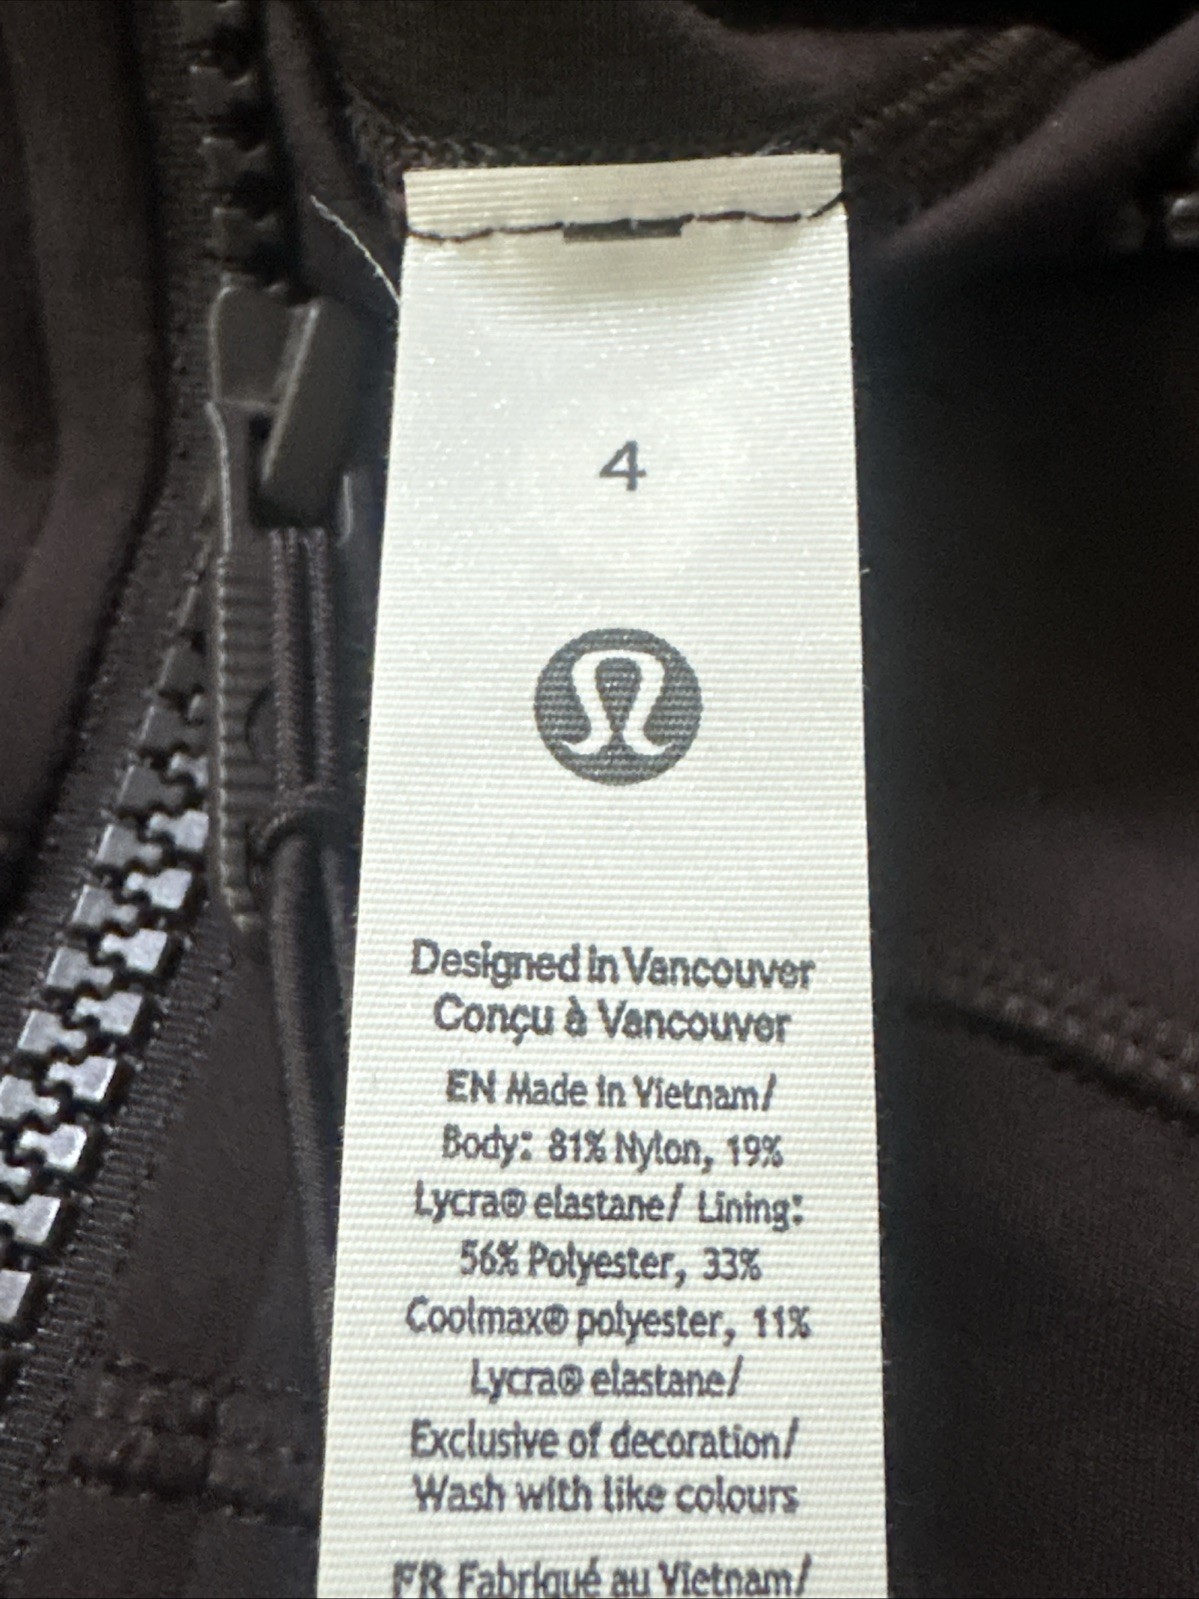 4
Designed in Vancouver
Conçu à Vancouver
EN Made in Vietnam/
Body: 81% Nylon, 19%
Lycra® elastane/ Lining:
56% Polyester, 33%
Coolmax® polyester, 11%
Lycra® elastane/
Exclusive of decoration/
Wash with like colours
FR Fabriqué au Vietnam/